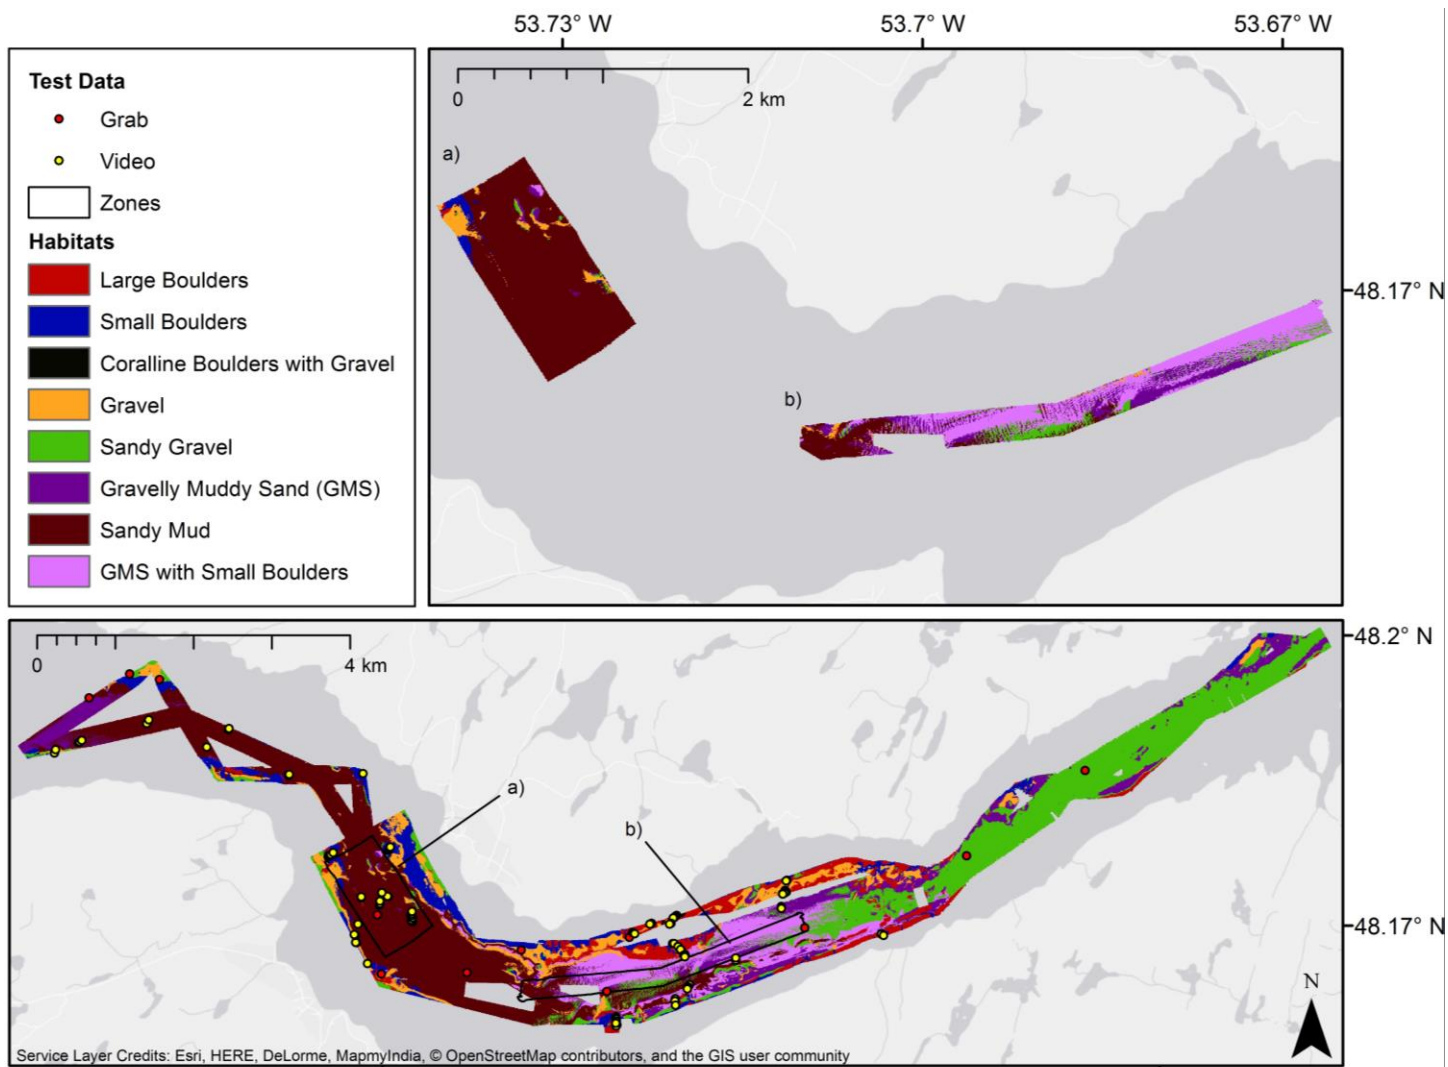 53.73° W
53.7° W
53.67° W
Test Data
Grab
Video
Zones
Habitats
Large Boulders
Small Boulders
Coralline Boulders with Gravel
Gravel
Sandy Gravel
Gravelly Muddy Sand (GMS)
Sandy Mud
GMS with Small Boulders
0
2 km
a)
b)
48.17° N
0
4 km
48.2° N
a)
b)
48.17° N
N
Service Layer Credits: Esri, HERE, DeLorme, MapmyIndia, © OpenStreetMap contributors, and the GIS user community